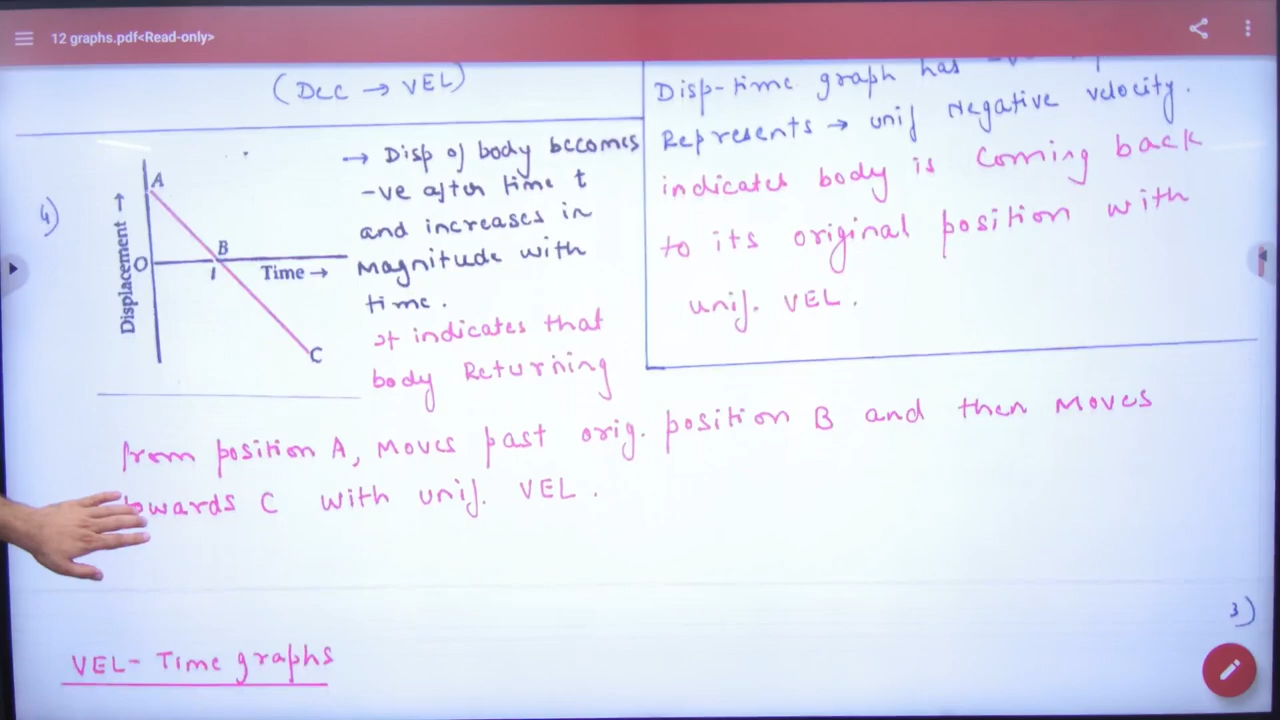 12 graphs.pdf<Read-only>
(Dec → VEL)
4)
Displacement →
A
B
O
t
Time →
C
→ Disp of body becomes
-ve after time t
and increases in
Magnitude with
time.
It indicates that
body Returning
from position A, Moves past orig. position B and then Moves
towards C with unif. VEL.
Disp-time graph has -ve
Represents → unif Negative velocity.
indicates body is Coming back
to its original position with
unif. VEL.
3)
VEL- Time graphs